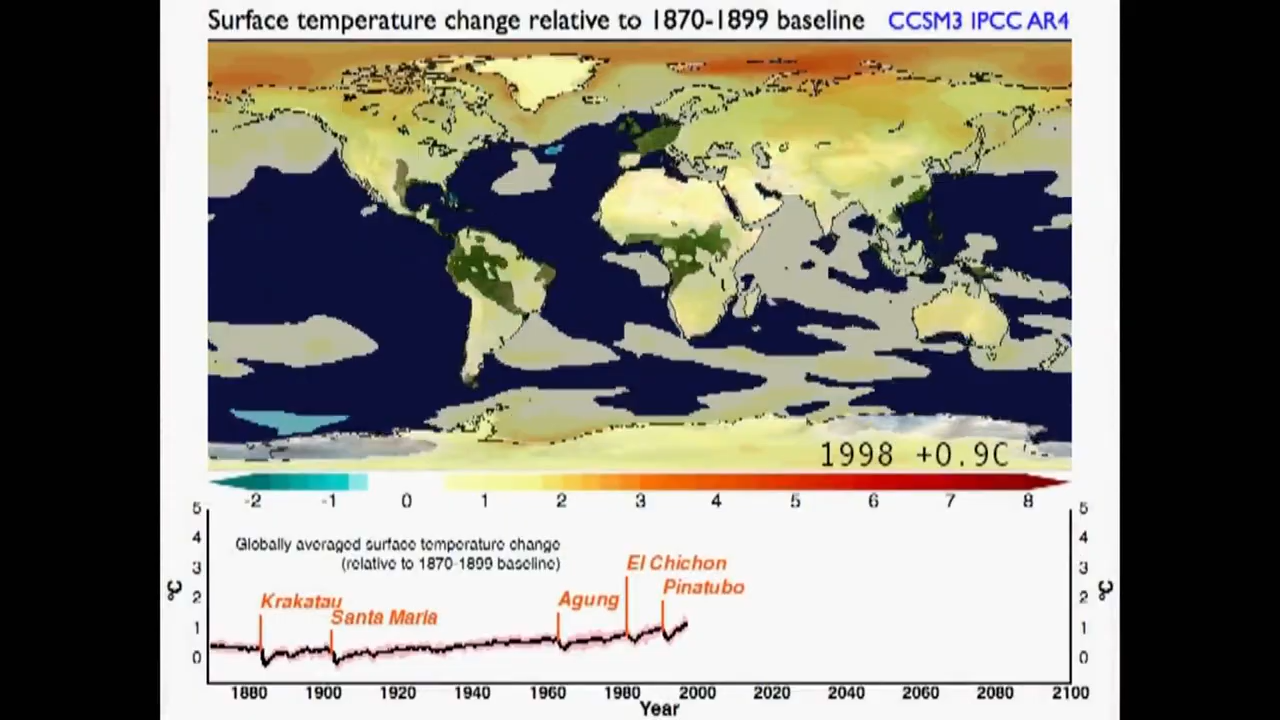 Surface temperature change relative to 1870-1899 baseline CCSM3 IPCC AR4
1998 +0.9C
-2 -1 0 1 2 3 4 5 6 7 8
Globally averaged surface temperature change
(relative to 1870-1899 baseline)
El Chichon
Pinatubo
Krakatau
Agung
Santa Maria
5 5
4 4
3 3
2 2
°C °C
1 1
0 0
1880 1900 1920 1940 1960 1980 2000 2020 2040 2060 2080 2100
Year